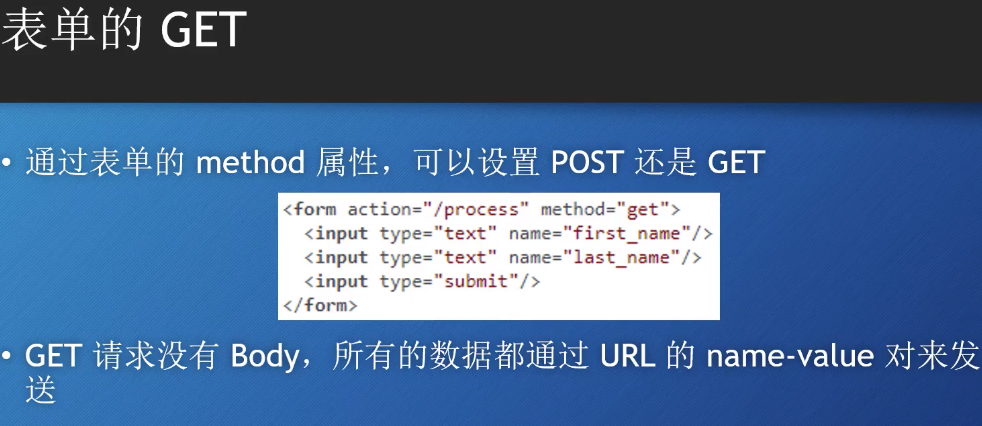 表单的 GET
• 通过表单的 method 属性，可以设置 POST 还是 GET
<form action="/process" method="get">
  <input type="text" name="first_name"/>
  <input type="text" name="last_name"/>
  <input type="submit"/>
</form>
• GET 请求没有 Body，所有的数据都通过 URL 的 name-value 对来发
送